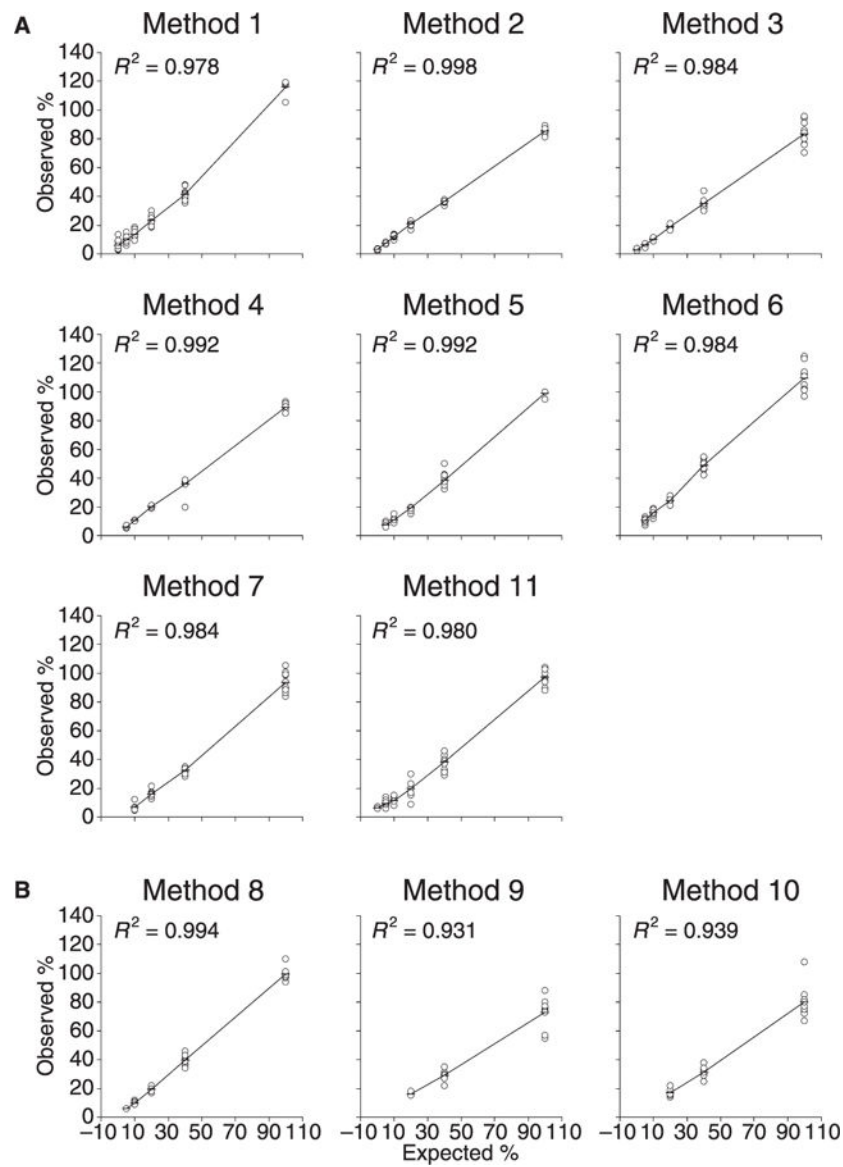 A
Method 1
Method 2
Method 3
140
120
100
80
60
40
20
0
Observed %
R² = 0.978
R² = 0.998
R² = 0.984
Method 4
Method 5
Method 6
140
120
100
80
60
40
20
0
Observed %
R² = 0.992
R² = 0.992
R² = 0.984
Method 7
Method 11
140
120
100
80
60
40
20
0
Observed %
R² = 0.984
R² = 0.980
B
Method 8
Method 9
Method 10
140
120
100
80
60
40
20
0
Observed %
R² = 0.994
R² = 0.931
R² = 0.939
–10 10 30 50 70 90 110
10 30 50 70 90 110
10 30 50 70 90 110
Expected %